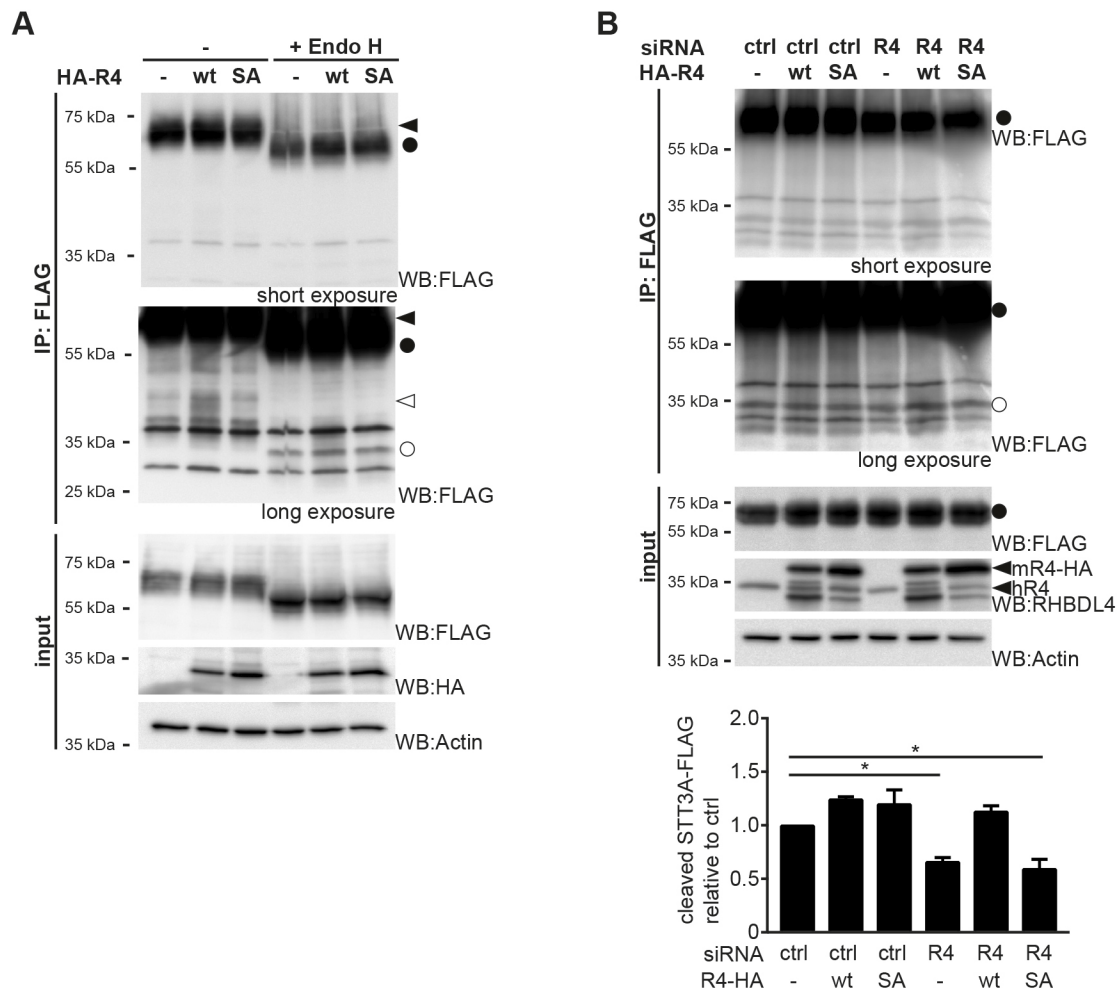 A
- + Endo H
HA-R4 - wt SA - wt SA
IP: FLAG
75 kDa
55 kDa
35 kDa
WB:FLAG
short exposure
55 kDa
35 kDa
25 kDa
WB:FLAG
long exposure
input
75 kDa
55 kDa
WB:FLAG
35 kDa
WB:HA
35 kDa
WB:Actin
B
siRNA ctrl ctrl ctrl R4 R4 R4
HA-R4 - wt SA - wt SA
IP: FLAG
55 kDa
35 kDa
WB:FLAG
short exposure
55 kDa
35 kDa
WB:FLAG
long exposure
input
75 kDa
55 kDa
WB:FLAG
mR4-HA
35 kDa
hR4
WB:RHBDL4
35 kDa
WB:Actin
cleaved STT3A-FLAG
relative to ctrl
2.0
1.5
1.0
0.5
0
* *
siRNA ctrl ctrl ctrl R4 R4 R4
R4-HA - wt SA - wt SA